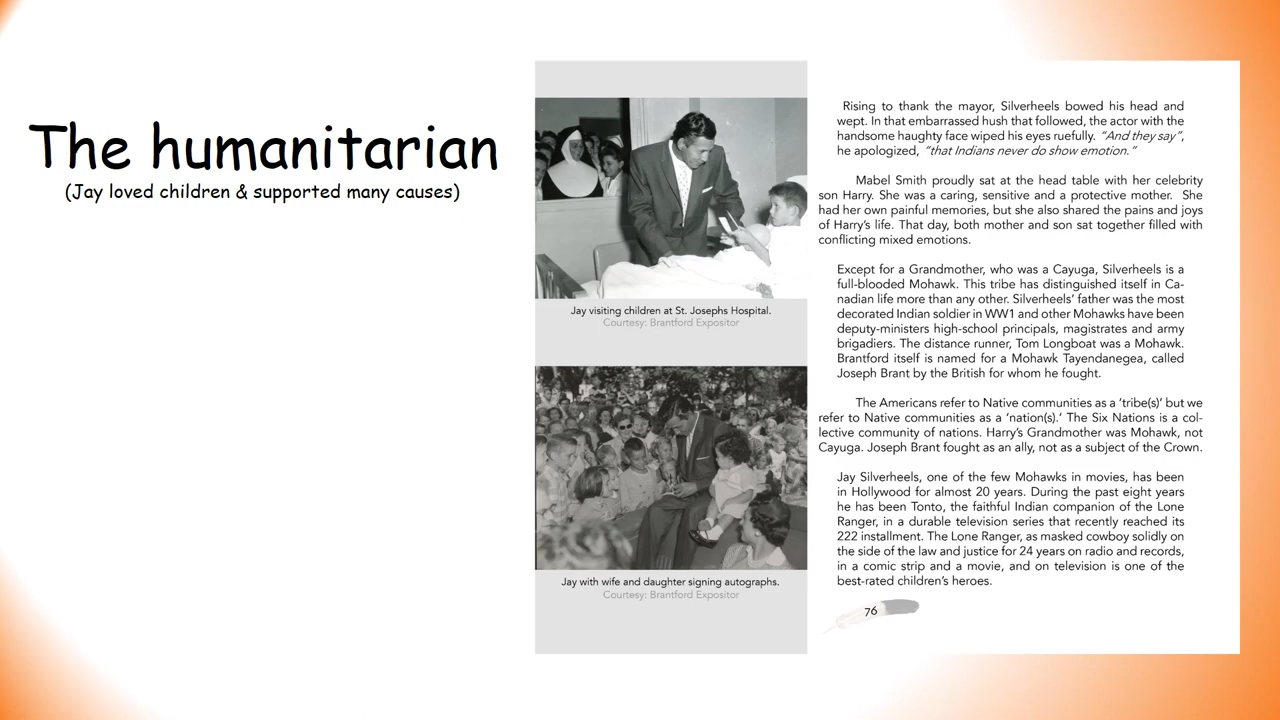 The humanitarian
(Jay loved children & supported many causes)
Jay visiting children at St. Josephs Hospital.
Courtesy: Brantford Expositor
Jay with wife and daughter signing autographs.
Courtesy: Brantford Expositor
Rising to thank the mayor, Silverheels bowed his head and
wept. In that embarrassed hush that followed, the actor with the
handsome haughty face wiped his eyes ruefully. “And they say”,
he apologized, “that Indians never do show emotion.”
Mabel Smith proudly sat at the head table with her celebrity
son Harry. She was a caring, sensitive and a protective mother. She
had her own painful memories, but she also shared the pains and joys
of Harry’s life. That day, both mother and son sat together filled with
conflicting mixed emotions.
Except for a Grandmother, who was a Cayuga, Silverheels is a
full-blooded Mohawk. This tribe has distinguished itself in Ca-
nadian life more than any other. Silverheels’ father was the most
decorated Indian soldier in WW1 and other Mohawks have been
deputy-ministers high-school principals, magistrates and army
brigadiers. The distance runner, Tom Longboat was a Mohawk.
Brantford itself is named for a Mohawk Tayendanegea, called
Joseph Brant by the British for whom he fought.
The Americans refer to Native communities as a ‘tribe(s)’ but we
refer to Native communities as a ‘nation(s).’ The Six Nations is a col-
lective community of nations. Harry’s Grandmother was Mohawk, not
Cayuga. Joseph Brant fought as an ally, not as a subject of the Crown.
Jay Silverheels, one of the few Mohawks in movies, has been
in Hollywood for almost 20 years. During the past eight years
he has been Tonto, the faithful Indian companion of the Lone
Ranger, in a durable television series that recently reached its
222 installment. The Lone Ranger, as masked cowboy solidly on
the side of the law and justice for 24 years on radio and records,
in a comic strip and a movie, and on television is one of the
best-rated children’s heroes.
76